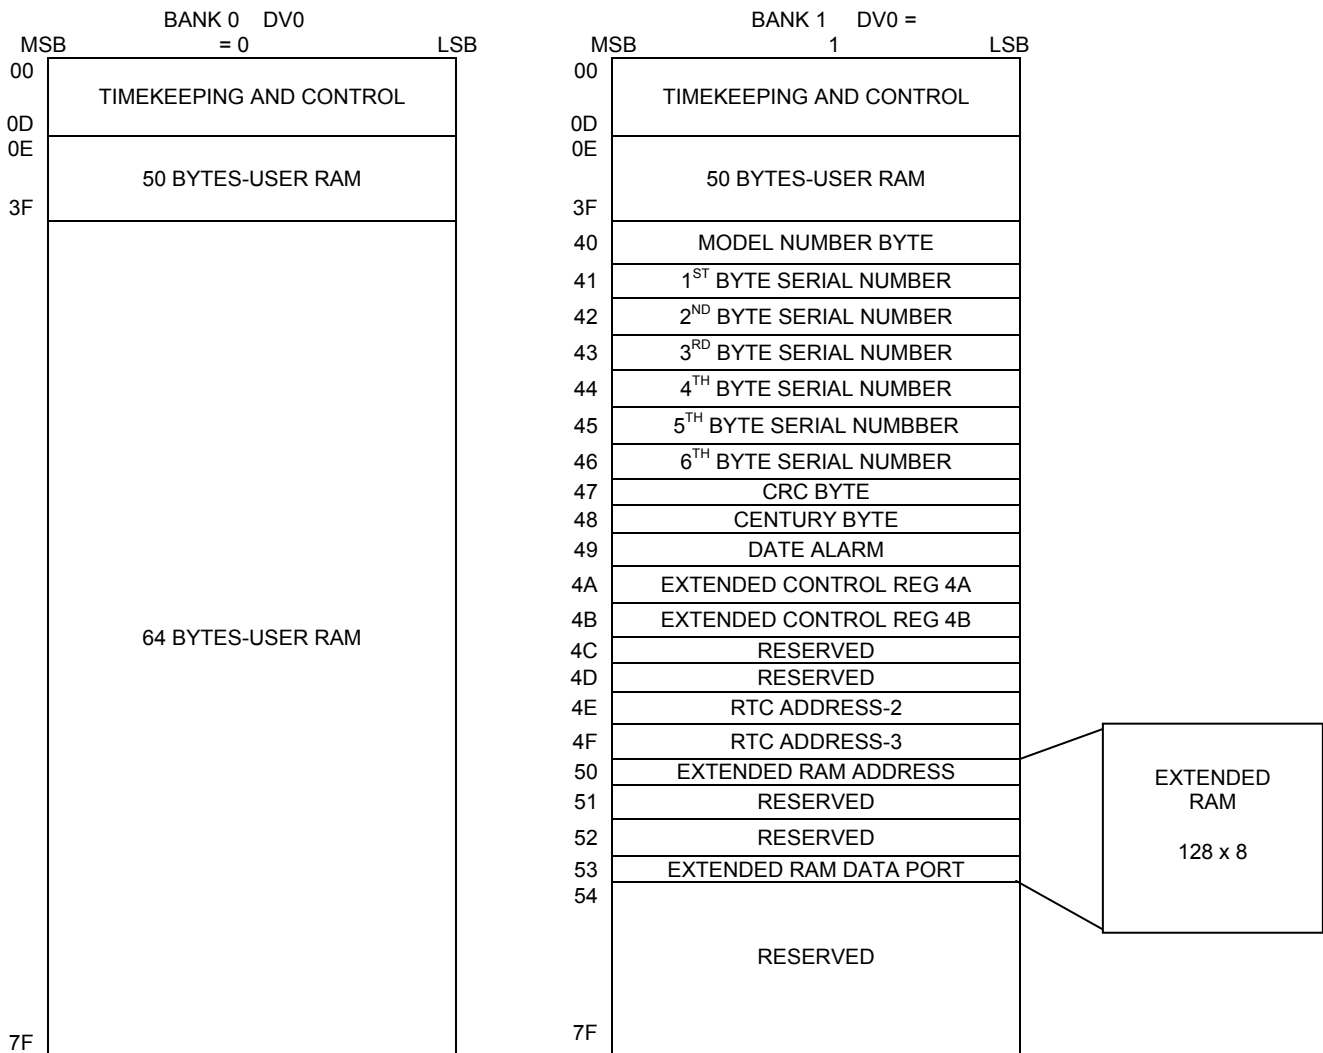 BANK 0 DV0
= 0
MSB LSB
00
TIMEKEEPING AND CONTROL
0D
0E
50 BYTES-USER RAM
3F
64 BYTES-USER RAM
7F
BANK 1 DV0 =
1
MSB LSB
00
TIMEKEEPING AND CONTROL
0D
0E
50 BYTES-USER RAM
3F
40 MODEL NUMBER BYTE
41 1ST BYTE SERIAL NUMBER
42 2ND BYTE SERIAL NUMBER
43 3RD BYTE SERIAL NUMBER
44 4TH BYTE SERIAL NUMBER
45 5TH BYTE SERIAL NUMBBER
46 6TH BYTE SERIAL NUMBER
47 CRC BYTE
48 CENTURY BYTE
49 DATE ALARM
4A EXTENDED CONTROL REG 4A
4B EXTENDED CONTROL REG 4B
4C RESERVED
4D RESERVED
4E RTC ADDRESS-2
4F RTC ADDRESS-3
50 EXTENDED RAM ADDRESS
51 RESERVED
52 RESERVED
53 EXTENDED RAM DATA PORT
54
RESERVED
7F
EXTENDED
RAM
128 x 8